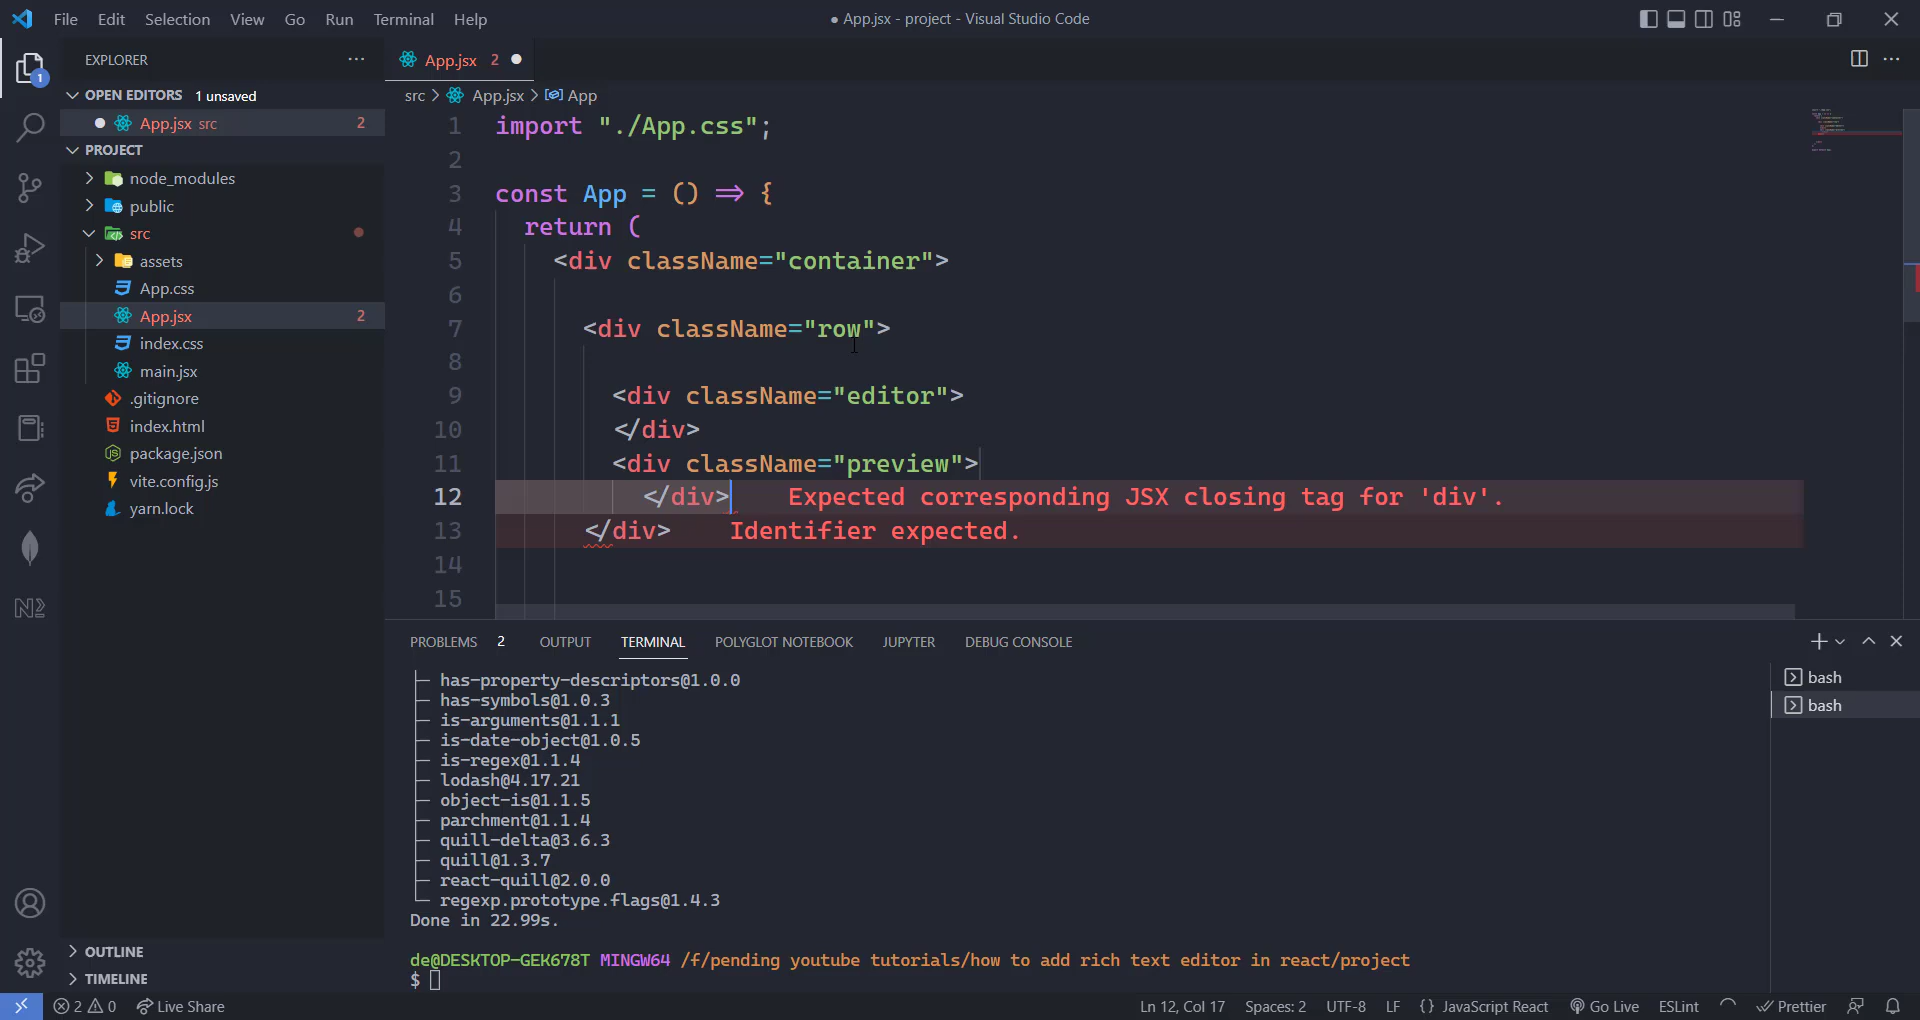 File Edit Selection View Go Run Terminal Help
● App.jsx - project - Visual Studio Code
EXPLORER ···
App.jsx 2 ●
1
OPEN EDITORS 1 unsaved
● App.jsx src 2
PROJECT
node_modules
public
src
assets
App.css
App.jsx 2
index.css
main.jsx
.gitignore
index.html
package.json
vite.config.js
yarn.lock
OUTLINE
TIMELINE
src > App.jsx > App
1 import "./App.css";
2
3 const App = () => {
4 return (
5 <div className="container">
6
7 <div className="row">
8
9 <div className="editor">
10 </div>
11 <div className="preview">
12 </div> Expected corresponding JSX closing tag for 'div'.
13 </div> Identifier expected.
14
15
PROBLEMS 2 OUTPUT TERMINAL POLYGLOT NOTEBOOK JUPYTER DEBUG CONSOLE
├─ has-property-descriptors@1.0.0
├─ has-symbols@1.0.3
├─ is-arguments@1.1.1
├─ is-date-object@1.0.5
├─ is-regex@1.1.4
├─ lodash@4.17.21
├─ object-is@1.1.5
├─ parchment@1.1.4
├─ quill-delta@3.6.3
├─ quill@1.3.7
├─ react-quill@2.0.0
└─ regexp.prototype.flags@1.4.3
Done in 22.99s.
de@DESKTOP-GEK678T MINGW64 /f/pending youtube tutorials/how to add rich text editor in react/project
$
bash
bash
2 0 Live Share
Ln 12, Col 17 Spaces: 2 UTF-8 LF {} JavaScript React Go Live ESLint Prettier